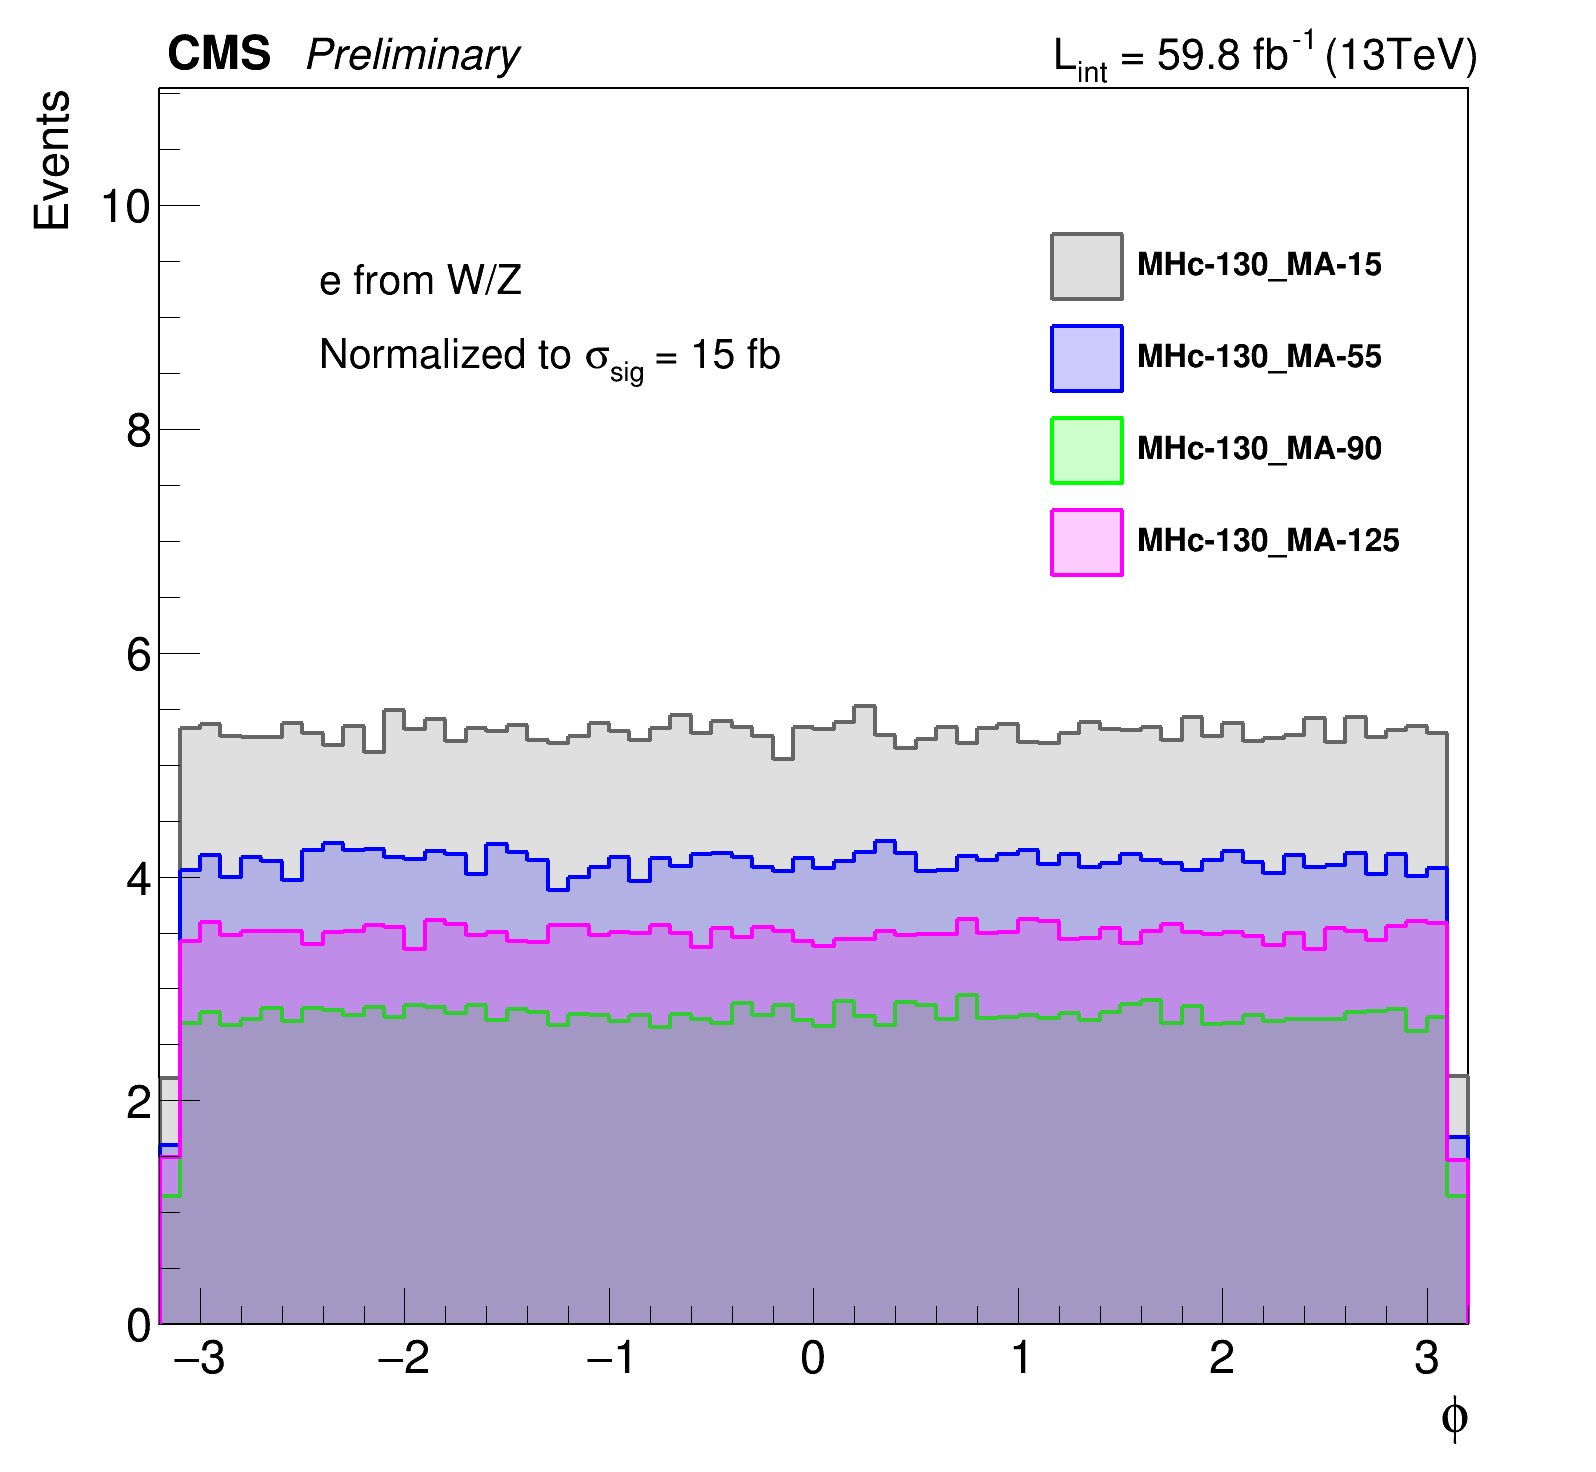 CMS Preliminary
L_int = 59.8 fb^-1 (13TeV)
Events
10
8
6
4
2
0
e from W/Z
Normalized to σ_sig = 15 fb
MHc-130_MA-15
MHc-130_MA-55
MHc-130_MA-90
MHc-130_MA-125
−3 −2 −1 0 1 2 3
ϕ